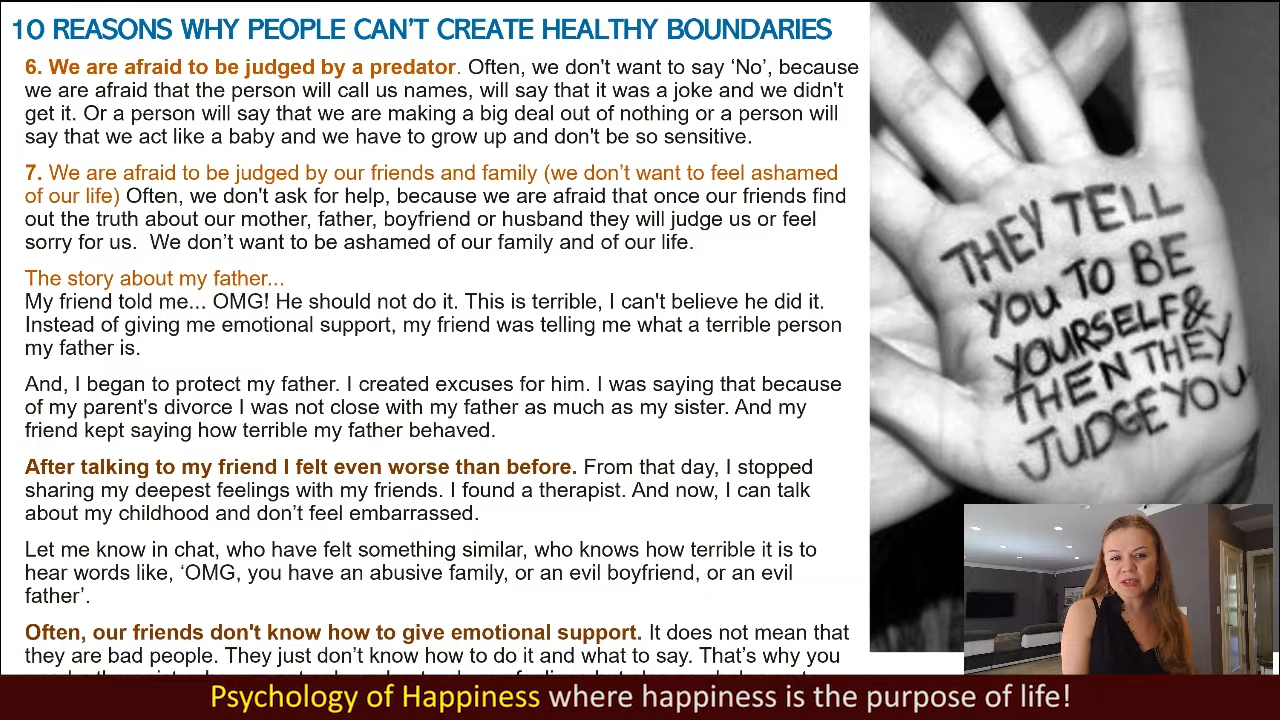 10 REASONS WHY PEOPLE CAN'T CREATE HEALTHY BOUNDARIES
6. We are afraid to be judged by a predator. Often, we don't want to say ‘No’, because
we are afraid that the person will call us names, will say that it was a joke and we didn't
get it. Or a person will say that we are making a big deal out of nothing or a person will
say that we act like a baby and we have to grow up and don't be so sensitive.
7. We are afraid to be judged by our friends and family (we don’t want to feel ashamed
of our life) Often, we don't ask for help, because we are afraid that once our friends find
out the truth about our mother, father, boyfriend or husband they will judge us or feel
sorry for us. We don’t want to be ashamed of our family and of our life.
The story about my father...
My friend told me... OMG! He should not do it. This is terrible, I can't believe he did it.
Instead of giving me emotional support, my friend was telling me what a terrible person
my father is.
And, I began to protect my father. I created excuses for him. I was saying that because
of my parent's divorce I was not close with my father as much as my sister. And my
friend kept saying how terrible my father behaved.
After talking to my friend I felt even worse than before. From that day, I stopped
sharing my deepest feelings with my friends. I found a therapist. And now, I can talk
about my childhood and don’t feel embarrassed.
Let me know in chat, who have felt something similar, who knows how terrible it is to
hear words like, ‘OMG, you have an abusive family, or an evil boyfriend, or an evil
father’.
Often, our friends don't know how to give emotional support. It does not mean that
they are bad people. They just don’t know how to do it and what to say. That’s why you
THEY TELL
YOU TO BE
YOURSELF &
THEN THEY
JUDGE YOU
Psychology of Happiness where happiness is the purpose of life!